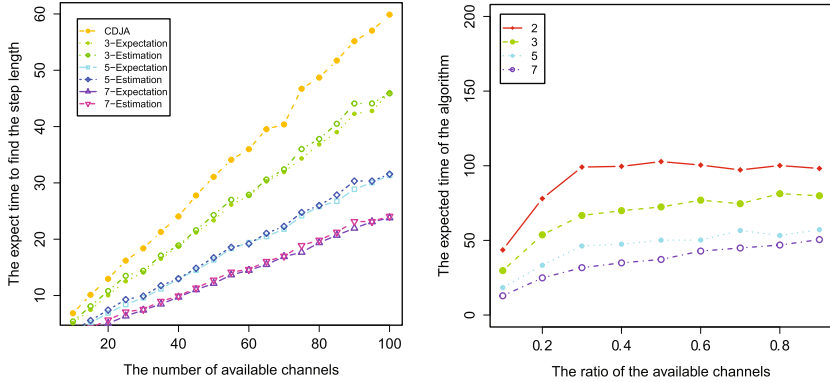 The expect time to find the step length
60
50
40
30
20
10
CDJA
3−Expectation
3−Estimation
5−Expectation
5−Estimation
7−Expectation
7−Estimation
20 40 60 80 100
The number of available channels
The expected time of the algorithm
200
150
100
50
0
2
3
5
7
0.2 0.4 0.6 0.8
The ratio of the available channels